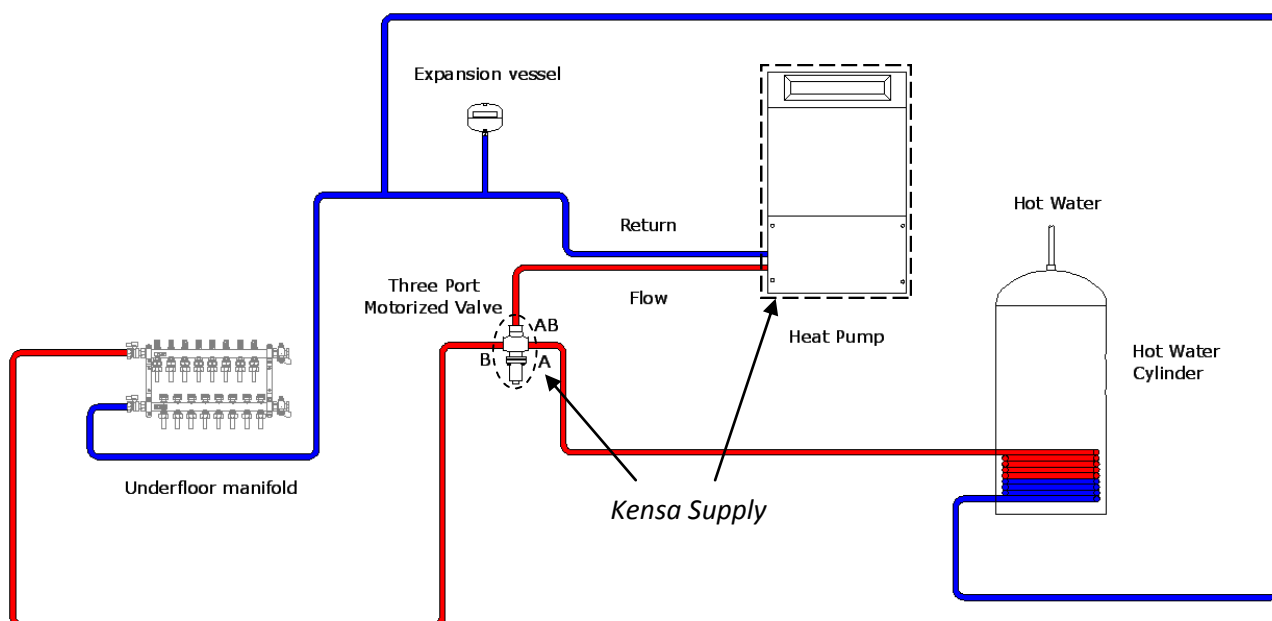 Expansion vessel
Hot Water
Return
Three Port
Motorized Valve
Flow
AB
Heat Pump
B
A
Hot Water
Cylinder
Underfloor manifold
Kensa Supply